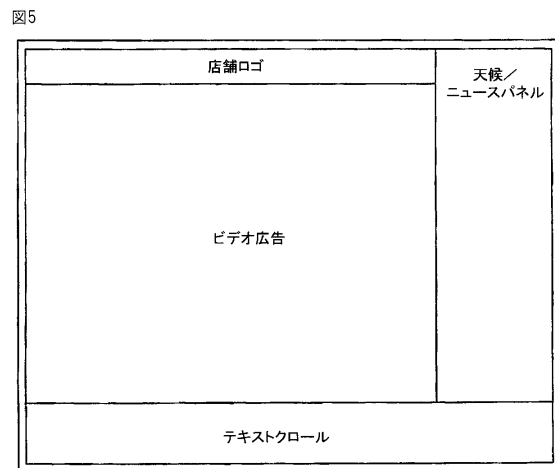 図5
店舗ロゴ
天候／
ニュースパネル
ビデオ広告
テキストクロール